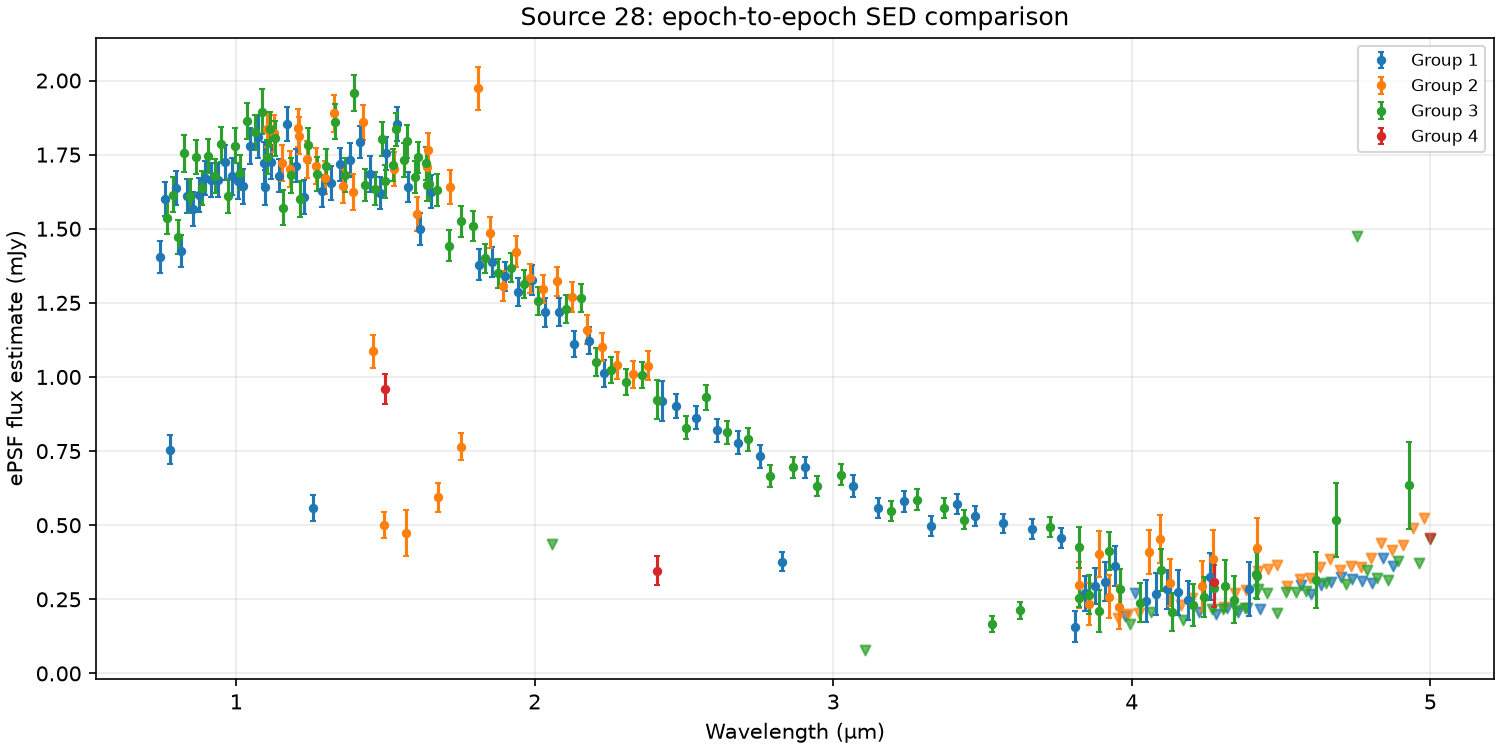 Source 28: epoch-to-epoch SED comparison
Group 1
Group 2
Group 3
Group 4
ePSF flux estimate (mJy)
2.00
1.75
1.50
1.25
1.00
0.75
0.50
0.25
0.00
1 2 3 4 5
Wavelength (μm)